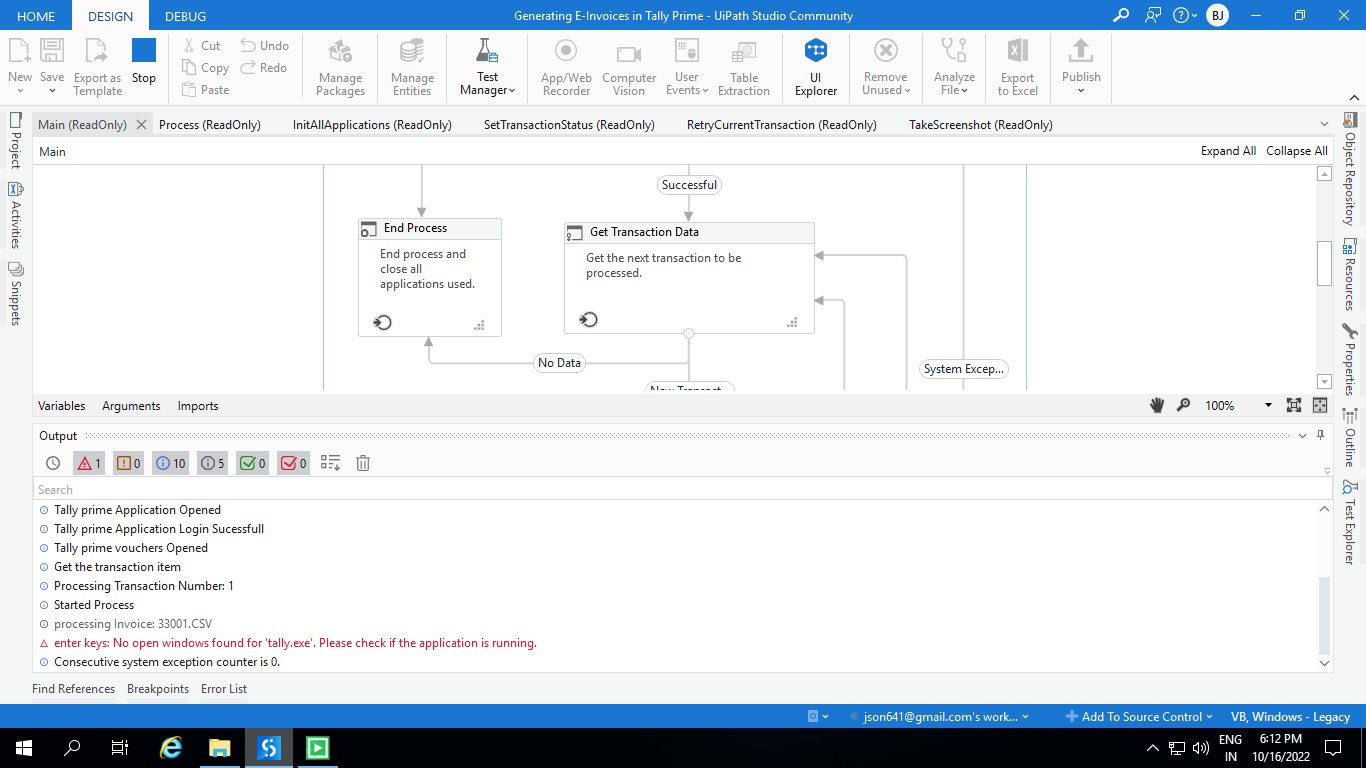 HOME DESIGN DEBUG Generating E-Invoices in Tally Prime - UiPath Studio Community BJ
New Save Export as Template Stop Cut Copy Paste Undo Redo Manage Packages Manage Entities Test Manager App/Web Recorder Computer Vision User Events Table Extraction UI Explorer Remove Unused Analyze File Export to Excel Publish
Main (ReadOnly) Process (ReadOnly) InitAllApplications (ReadOnly) SetTransactionStatus (ReadOnly) RetryCurrentTransaction (ReadOnly) TakeScreenshot (ReadOnly)
Project
Activities
Snippets
Main Expand All Collapse All
Successful
End Process
End process and
close all
applications used.
Get Transaction Data
Get the next transaction to be
processed.
No Data
System Excep...
New Transact...
Object Repository
Resources
Properties
Outline
Test Explorer
Variables Arguments Imports 100%
Output
1 0 10 5 0 0
Search
Tally prime Application Opened
Tally prime Application Login Sucessfull
Tally prime vouchers Opened
Get the transaction item
Processing Transaction Number: 1
Started Process
processing Invoice: 33001.CSV
enter keys: No open windows found for 'tally.exe'. Please check if the application is running.
Consecutive system exception counter is 0.
Find References Breakpoints Error List
json641@gmail.com's work... Add To Source Control VB, Windows - Legacy
ENG 6:12 PM
IN 10/16/2022